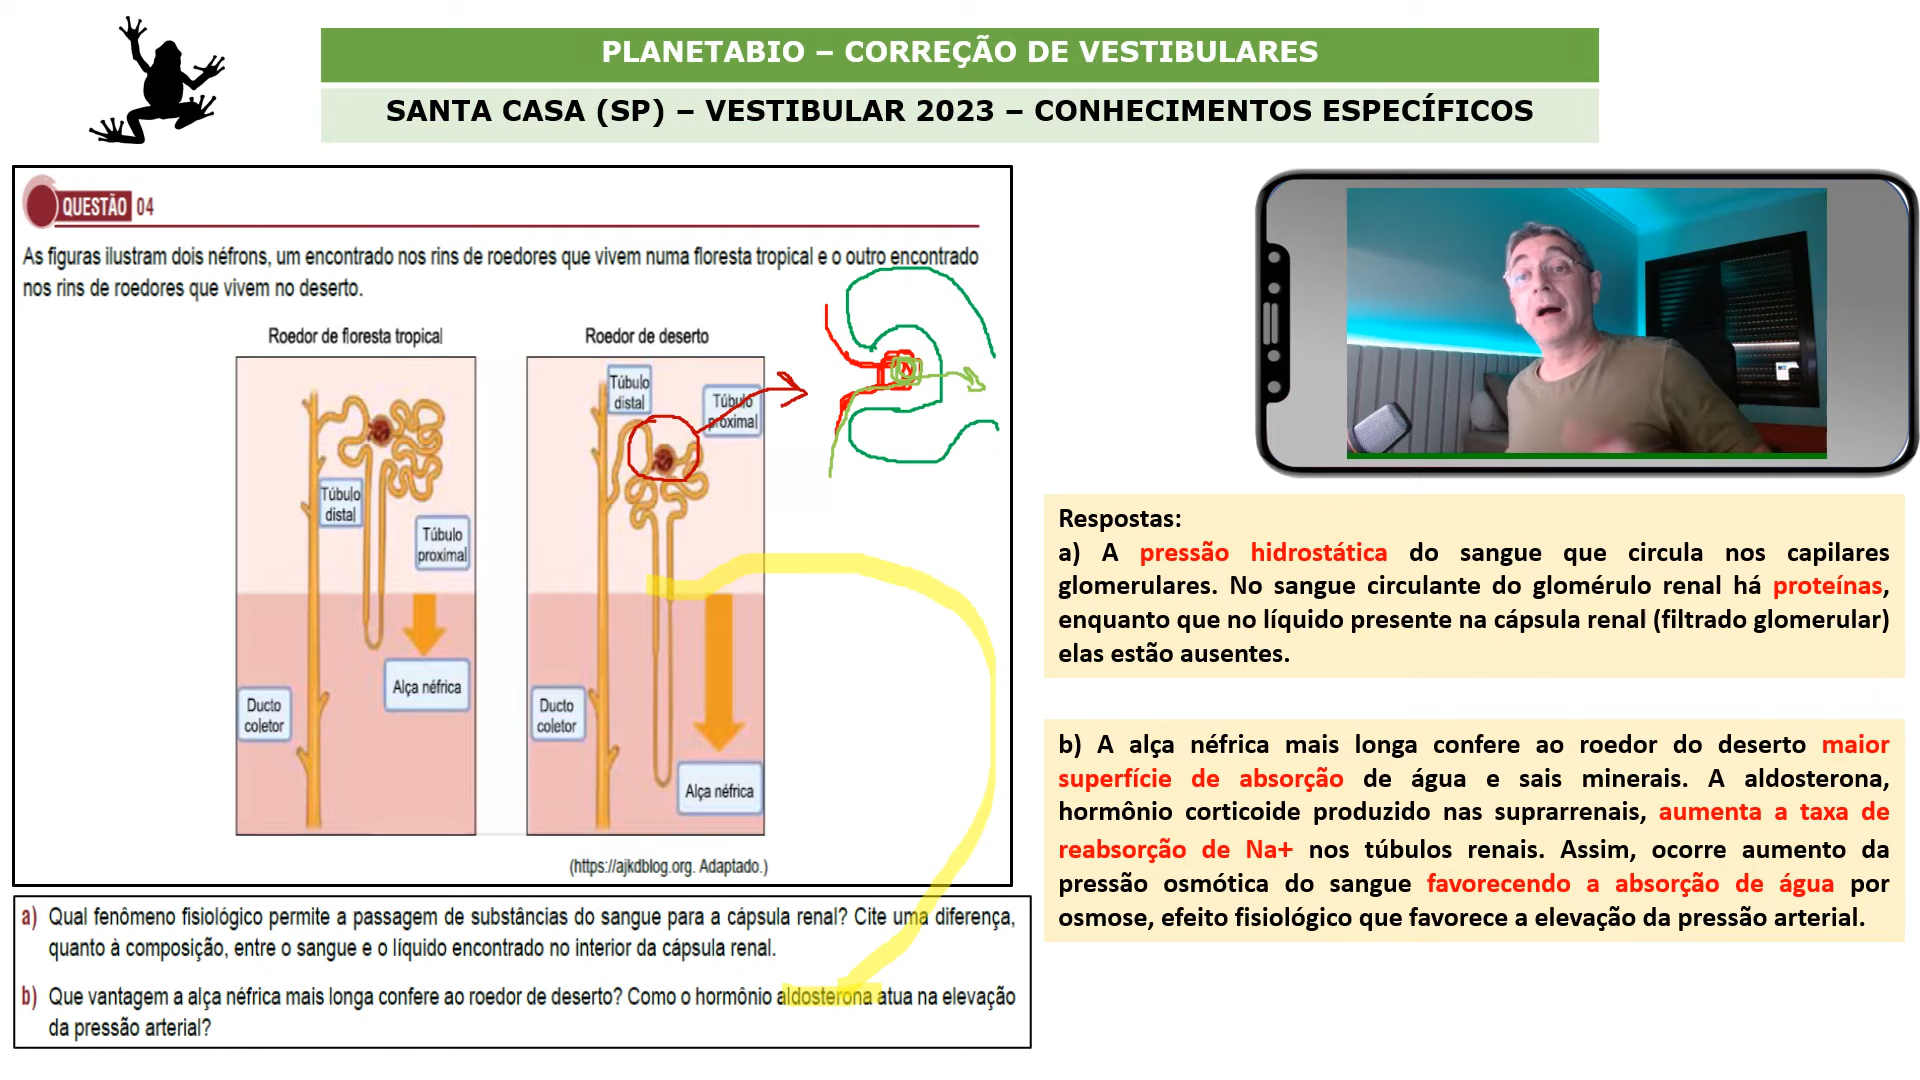 PLANETABIO – CORREÇÃO DE VESTIBULARES
SANTA CASA (SP) – VESTIBULAR 2023 – CONHECIMENTOS ESPECÍFICOS
QUESTÃO 04
As figuras ilustram dois néfrons, um encontrado nos rins de roedores que vivem numa floresta tropical e o outro encontrado
nos rins de roedores que vivem no deserto.
Roedor de floresta tropical
Túbulo
distal
Túbulo
proximal
Alça néfrica
Ducto
coletor
Roedor de deserto
Túbulo
distal
Túbulo
proximal
Ducto
coletor
Alça néfrica
(https://ajkdblog.org. Adaptado.)
a) Qual fenômeno fisiológico permite a passagem de substâncias do sangue para a cápsula renal? Cite uma diferença,
quanto à composição, entre o sangue e o líquido encontrado no interior da cápsula renal.
b) Que vantagem a alça néfrica mais longa confere ao roedor de deserto? Como o hormônio aldosterona atua na elevação
da pressão arterial?
Respostas:
a) A pressão hidrostática do sangue que circula nos capilares
glomerulares. No sangue circulante do glomérulo renal há proteínas,
enquanto que no líquido presente na cápsula renal (filtrado glomerular)
elas estão ausentes.
b) A alça néfrica mais longa confere ao roedor do deserto maior
superfície de absorção de água e sais minerais. A aldosterona,
hormônio corticoide produzido nas suprarrenais, aumenta a taxa de
reabsorção de Na+ nos túbulos renais. Assim, ocorre aumento da
pressão osmótica do sangue favorecendo a absorção de água por
osmose, efeito fisiológico que favorece a elevação da pressão arterial.